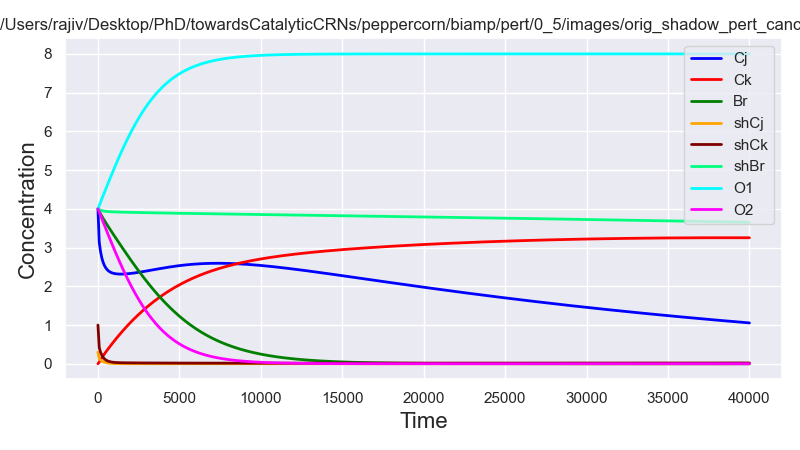 /Users/rajiv/Desktop/PhD/towardsCatalyticCRNs/peppercorn/biamp/pert/0_5/images/orig_shadow_pert_canc
8
7
6
5
4
3
2
1
0
Concentration
0 5000 10000 15000 20000 25000 30000 35000 40000
Time
Cj
Ck
Br
shCj
shCk
shBr
O1
O2